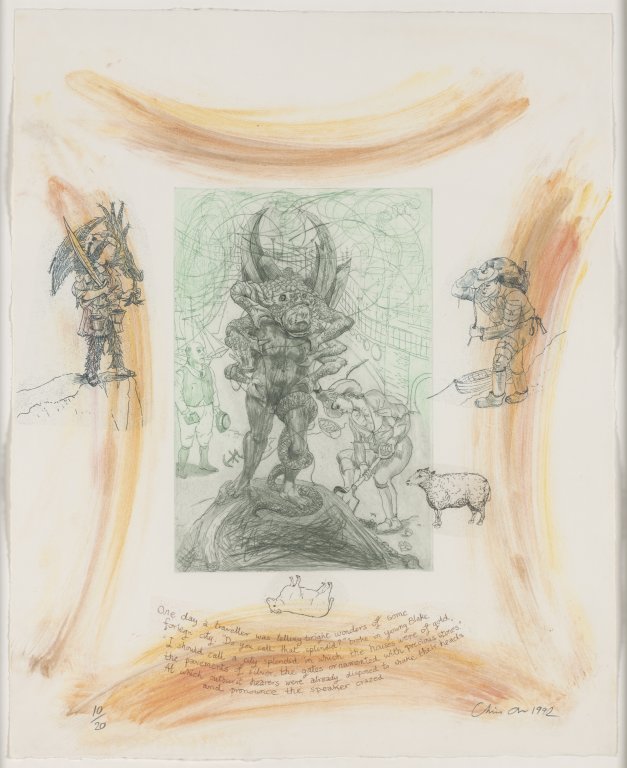 One day a traveller was telling bright wonders of some
foreign city. 'Do you call that splendid?' broke in young Blake.
'I should call a city splendid in which the houses were of gold,
the pavements of silver, the gates ornamented with precious stones.'
At which outburst hearers were already disposed to shake their heads
and pronounce the speaker crazed
10/20
1992